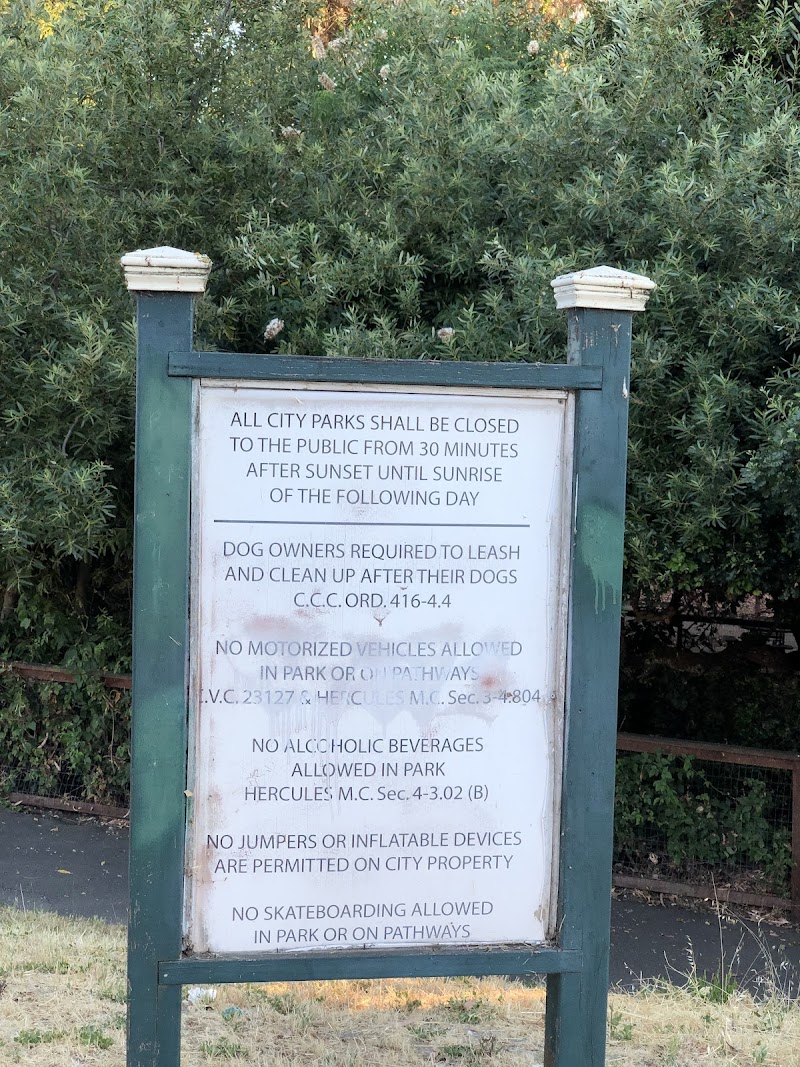 ALL CITY PARKS SHALL BE CLOSED
TO THE PUBLIC FROM 30 MINUTES
AFTER SUNSET UNTIL SUNRISE
OF THE FOLLOWING DAY
DOG OWNERS REQUIRED TO LEASH
AND CLEAN UP AFTER THEIR DOGS
C.C.C. ORD. 416-4.4
NO MOTORIZED VEHICLES ALLOWED
IN PARK OR ON PATHWAYS
.V.C. 23127 & HERCULES M.C. Sec. 3-4.804
NO ALCOHOLIC BEVERAGES
ALLOWED IN PARK
HERCULES M.C. Sec. 4-3.02 (B)
NO JUMPERS OR INFLATABLE DEVICES
ARE PERMITTED ON CITY PROPERTY
NO SKATEBOARDING ALLOWED
IN PARK OR ON PATHWAYS